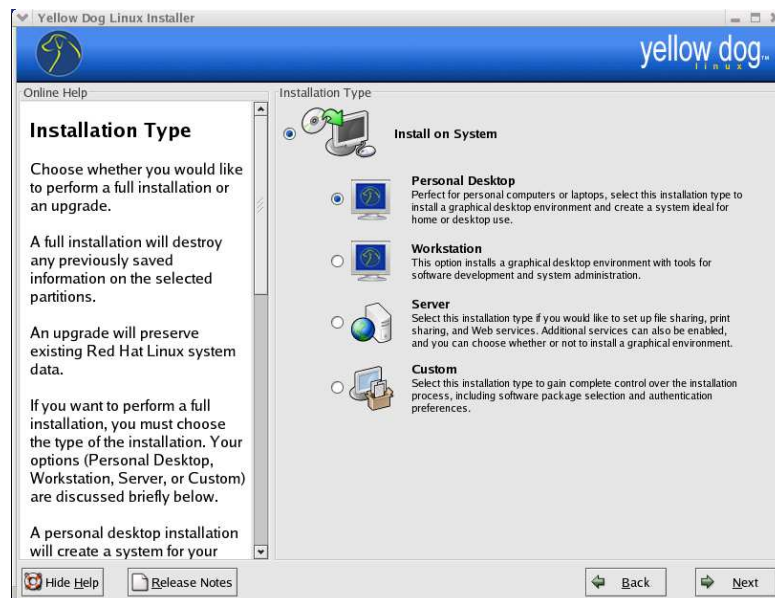 Yellow Dog Linux Installer
yellow dog™
linux
Online Help
Installation Type
Choose whether you would like
to perform a full installation or
an upgrade.
A full installation will destroy
any previously saved
information on the selected
partitions.
An upgrade will preserve
existing Red Hat Linux system
data.
If you want to perform a full
installation, you must choose
the type of the installation. Your
options (Personal Desktop,
Workstation, Server, or Custom)
are discussed briefly below.
A personal desktop installation
will create a system for your
Installation Type
Install on System
Personal Desktop
Perfect for personal computers or laptops, select this installation type to
install a graphical desktop environment and create a system ideal for
home or desktop use.
Workstation
This option installs a graphical desktop environment with tools for
software development and system administration.
Server
Select this installation type if you would like to set up file sharing, print
sharing, and Web services. Additional services can also be enabled,
and you can choose whether or not to install a graphical environment.
Custom
Select this installation type to gain complete control over the installation
process, including software package selection and authentication
preferences.
Hide Help
Release Notes
Back
Next